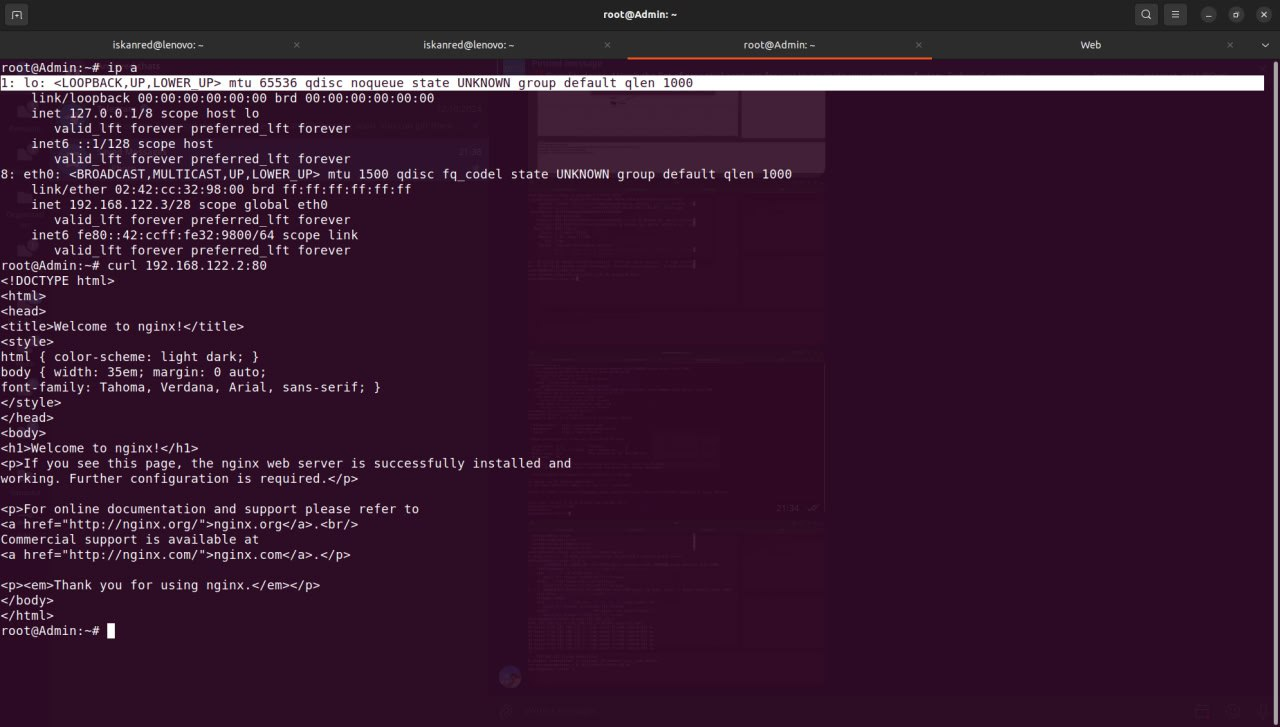 root@Admin: ~
iskanred@lenovo: ~
iskanred@lenovo: ~
root@Admin: ~
Web
root@Admin:~# ip a
1: lo: <LOOPBACK,UP,LOWER_UP> mtu 65536 qdisc noqueue state UNKNOWN group default qlen 1000
    link/loopback 00:00:00:00:00:00 brd 00:00:00:00:00:00
    inet 127.0.0.1/8 scope host lo
       valid_lft forever preferred_lft forever
    inet6 ::1/128 scope host
       valid_lft forever preferred_lft forever
8: eth0: <BROADCAST,MULTICAST,UP,LOWER_UP> mtu 1500 qdisc fq_codel state UNKNOWN group default qlen 1000
    link/ether 02:42:cc:32:98:00 brd ff:ff:ff:ff:ff:ff
    inet 192.168.122.3/28 scope global eth0
       valid_lft forever preferred_lft forever
    inet6 fe80::42:ccff:fe32:9800/64 scope link
       valid_lft forever preferred_lft forever
root@Admin:~# curl 192.168.122.2:80
<!DOCTYPE html>
<html>
<head>
<title>Welcome to nginx!</title>
<style>
html { color-scheme: light dark; }
body { width: 35em; margin: 0 auto;
font-family: Tahoma, Verdana, Arial, sans-serif; }
</style>
</head>
<body>
<h1>Welcome to nginx!</h1>
<p>If you see this page, the nginx web server is successfully installed and
working. Further configuration is required.</p>
<p>For online documentation and support please refer to
<a href="http://nginx.org/">nginx.org</a>.<br/>
Commercial support is available at
<a href="http://nginx.com/">nginx.com</a>.</p>
<p><em>Thank you for using nginx.</em></p>
</body>
</html>
root@Admin:~#
21:34